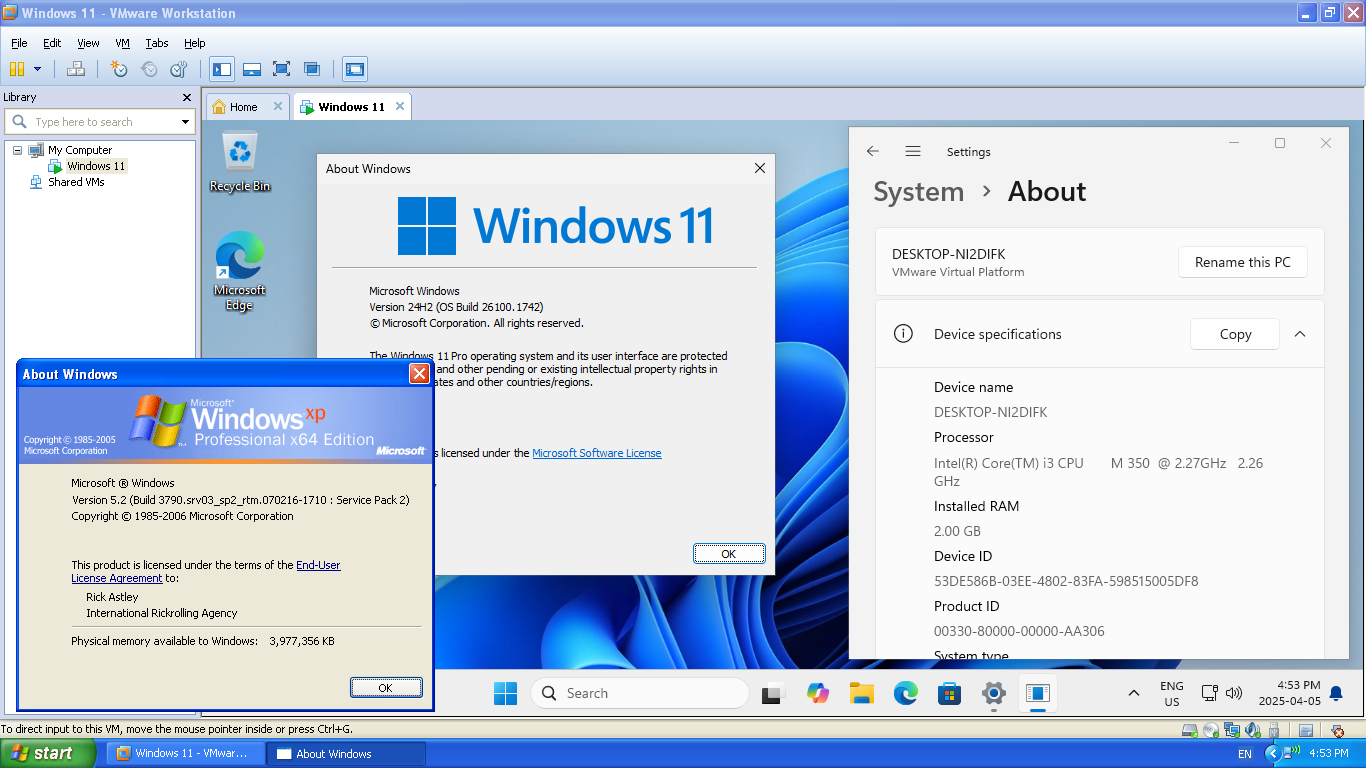 Windows 11 - VMware Workstation
File Edit View VM Tabs Help
Library
Type here to search
My Computer
Windows 11
Shared VMs
Home
Windows 11
Recycle Bin
Microsoft
Edge
About Windows
Windows 11
Microsoft Windows
Version 24H2 (OS Build 26100.1742)
© Microsoft Corporation. All rights reserved.
The Windows 11 Pro operating system and its user interface are protected
and other pending or existing intellectual property rights in
ates and other countries/regions.
s licensed under the Microsoft Software License
OK
Settings
System › About
DESKTOP-NI2DIFK
VMware Virtual Platform
Rename this PC
Device specifications
Copy
Device name
DESKTOP-NI2DIFK
Processor
Intel(R) Core(TM) i3 CPU M 350 @ 2.27GHz 2.26
GHz
Installed RAM
2.00 GB
Device ID
53DE586B-03EE-4802-83FA-598515005DF8
Product ID
00330-80000-00000-AA306
System type
About Windows
Copyright © 1985-2005
Microsoft Corporation
Microsoft®
Windows xp
Professional x64 Edition
Microsoft
Microsoft ® Windows
Version 5.2 (Build 3790.srv03_sp2_rtm.070216-1710 : Service Pack 2)
Copyright © 1985-2006 Microsoft Corporation
This product is licensed under the terms of the End-User
License Agreement to:
Rick Astley
International Rickrolling Agency
Physical memory available to Windows: 3,977,356 KB
OK
Search
ENG
US
4:53 PM
2025-04-05
To direct input to this VM, move the mouse pointer inside or press Ctrl+G.
start
Windows 11 - VMwar...
About Windows
EN
4:53 PM